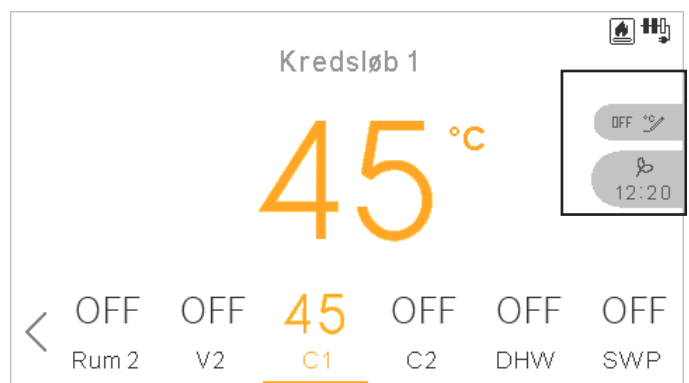 Kredsløb 1
45 °C
OFF °C
12:20
OFF OFF 45 OFF OFF OFF
Rum 2 V2 C1 C2 DHW SWP